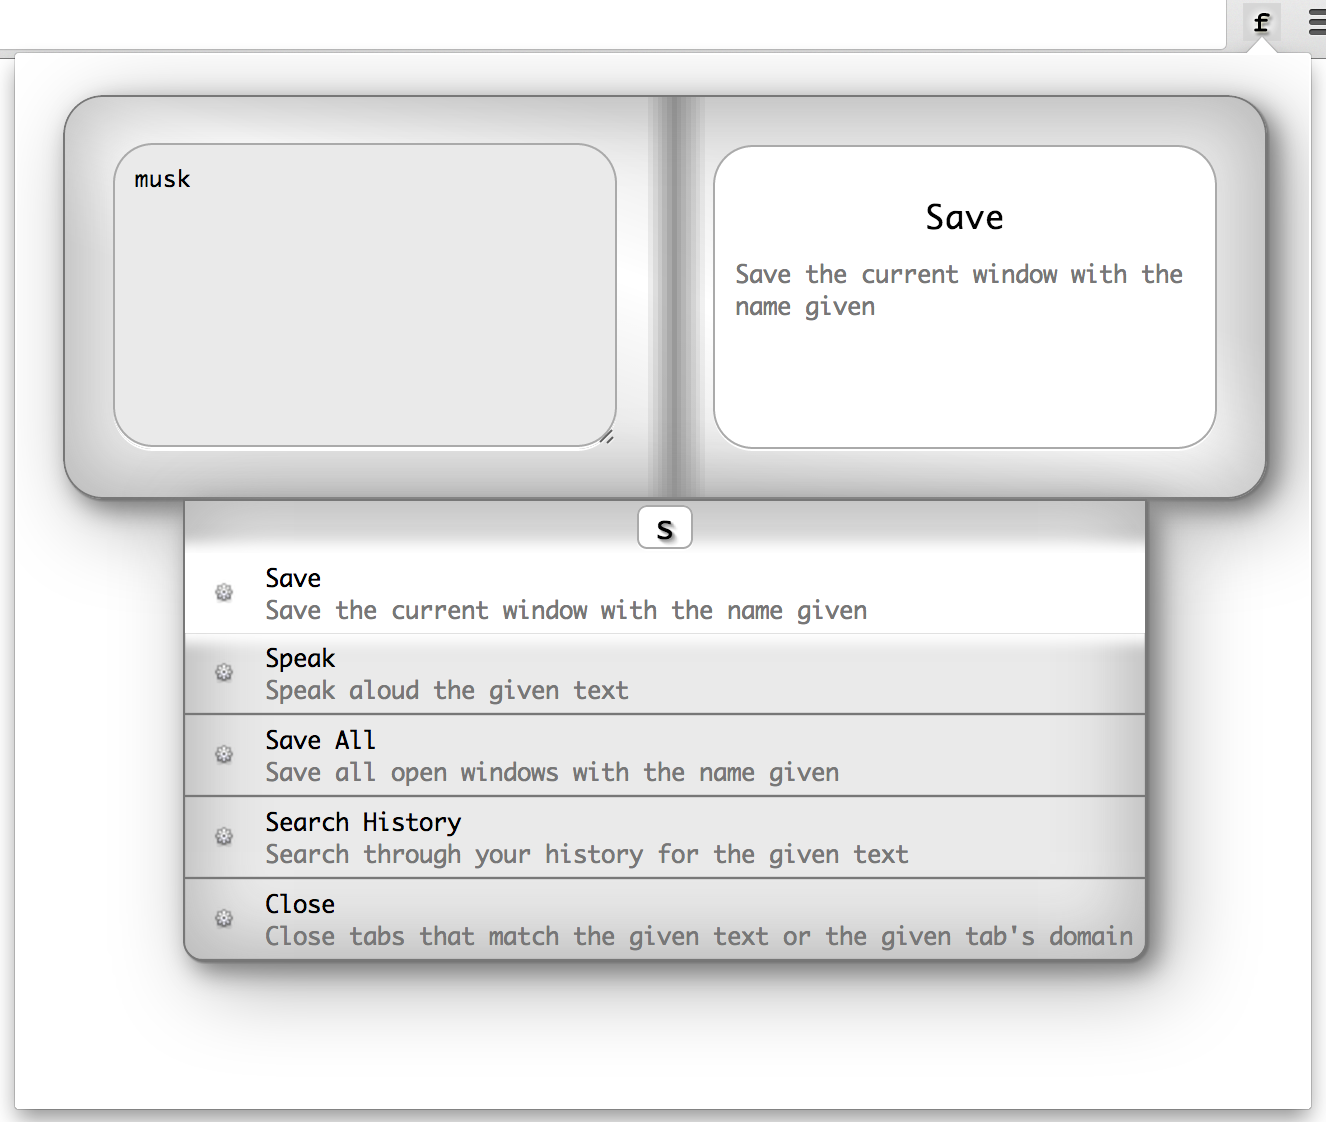 f
musk
Save
Save the current window with the
name given
s
Save
Save the current window with the name given
Speak
Speak aloud the given text
Save All
Save all open windows with the name given
Search History
Search through your history for the given text
Close
Close tabs that match the given text or the given tab's domain